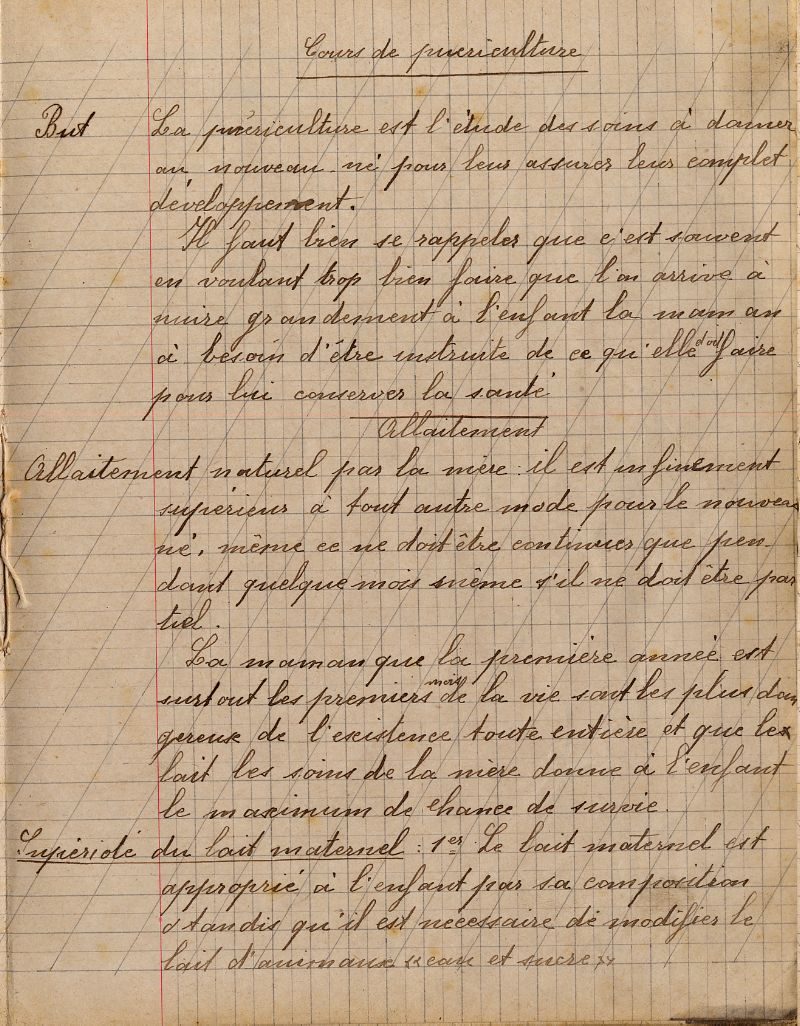 Cours de puériculture
But La puériculture est l'étude des soins à donner
au nouveau-né pour leur assurer leur complet
développement.
Il faut bien se rappeler que c'est souvent
en voulant trop bien faire que l'on arrive à
nuire grandement à l'enfant la maman
à besoin d'être instruite de ce qu'elle doit faire
pour lui conserver la santé
Allaitement
Allaitement naturel par la mère : il est infiniement
supérieur à tout autre mode pour le nouveau
né, même ce ne doit être continuer que pen-
dant quelque mois même s'il ne doit être par
tiel.
La maman que la première année est
surtout les premiers mois de la vie sont les plus dan
gereux de l'existence toute entière et que le
lait les soins de la mère donne à l'enfant
le maximum de chance de survie.
Supériorité du lait maternel : 1er Le lait maternel est
approprié à l'enfant par sa composition
tandis qu'il est nécessaire de modifier le
lait d'animaux « eau et sucre »